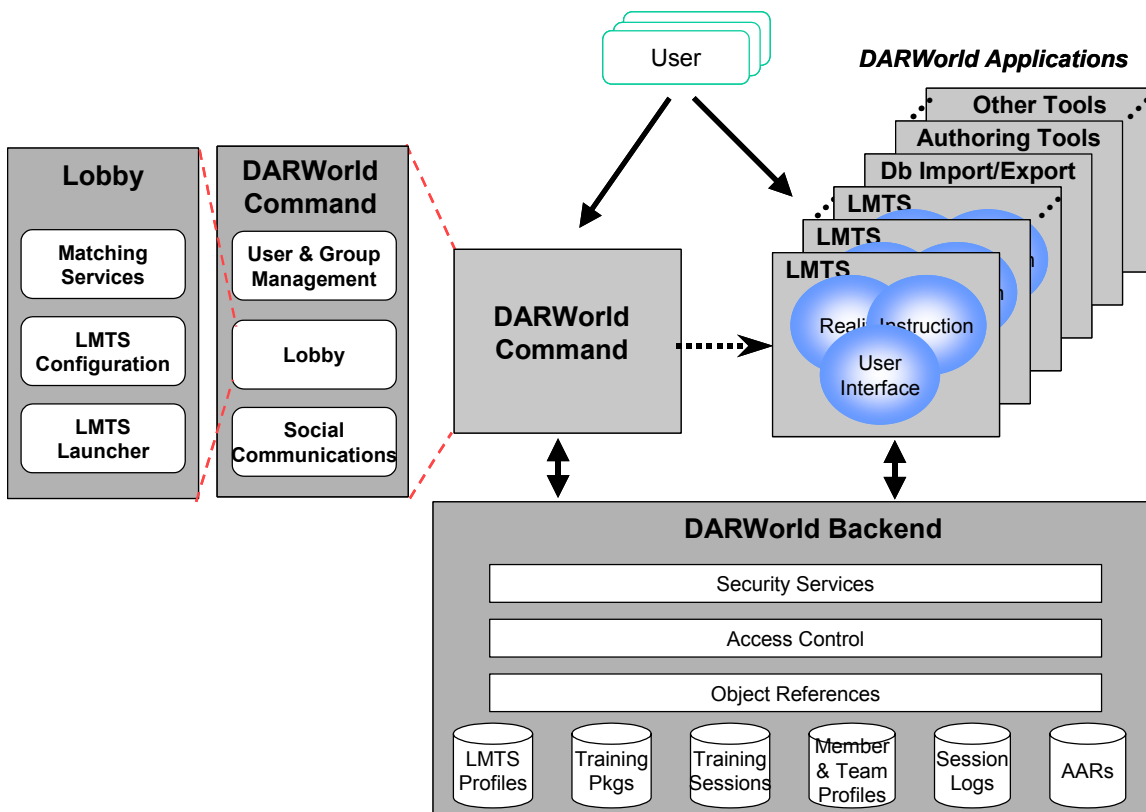 User
DARWorld Applications
Other Tools
Authoring Tools
Db Import/Export
LMTS
LMTS
LMTS
Instruction
User
Interface
Lobby
Matching
Services
LMTS
Configuration
LMTS
Launcher
DARWorld
Command
User & Group
Management
Lobby
Social
Communications
DARWorld
Command
DARWorld Backend
Security Services
Access Control
Object References
LMTS
Profiles
Training
Pkgs
Training
Sessions
Member
& Team
Profiles
Session
Logs
AARs